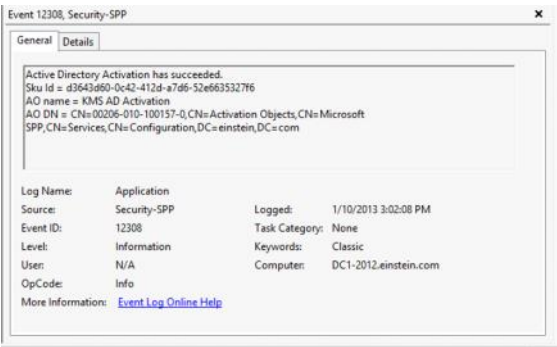 Event 12308, Security-SPP
General Details
Active Directory Activation has succeeded.
Sku Id = d3643d60-0c42-412d-a7d6-52e6635327f6
AO name = KMS AD Activation
AO DN = CN=00206-010-100157-0,CN=Activation Objects,CN=Microsoft
SPP,CN=Services,CN=Configuration,DC=einstein,DC=com
Log Name: Application
Source: Security-SPP Logged: 1/10/2013 3:02:08 PM
Event ID: 12308 Task Category: None
Level: Information Keywords: Classic
User: N/A Computer: DC1-2012.einstein.com
OpCode: Info
More Information: Event Log Online Help